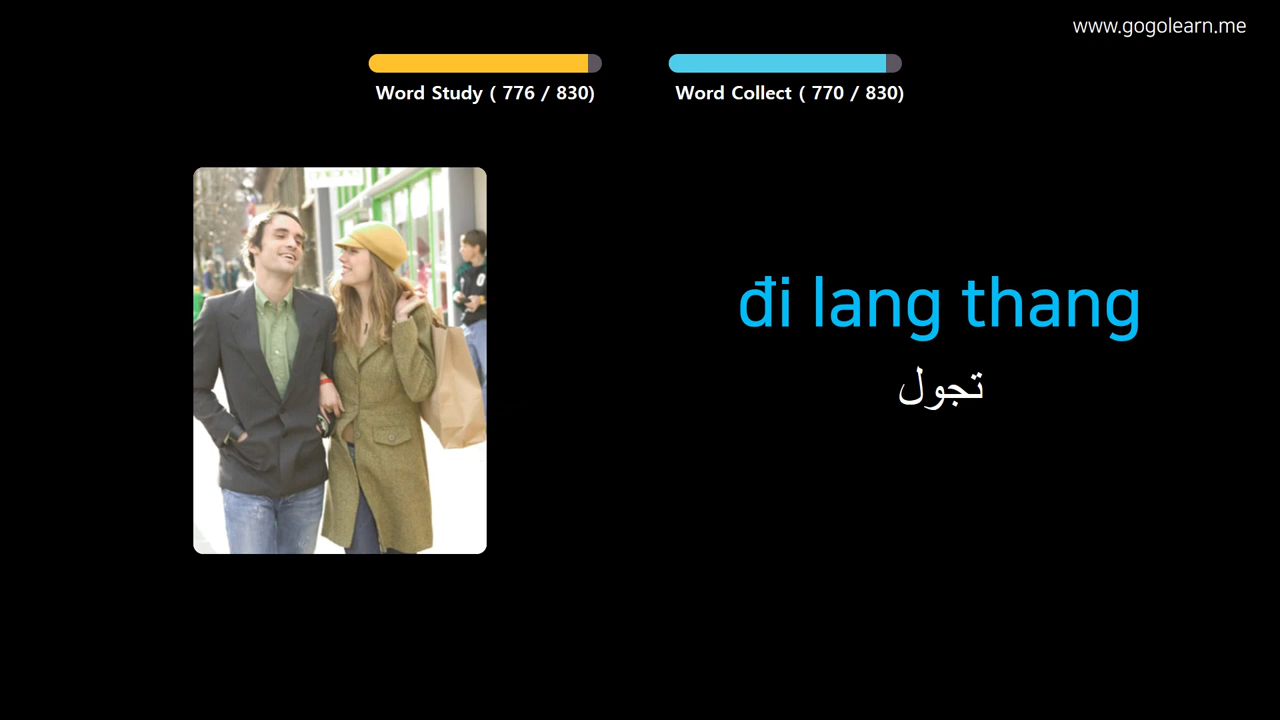 www.gogolearn.me
Word Study ( 776 / 830)
Word Collect ( 770 / 830)
đi lang thang
تجول